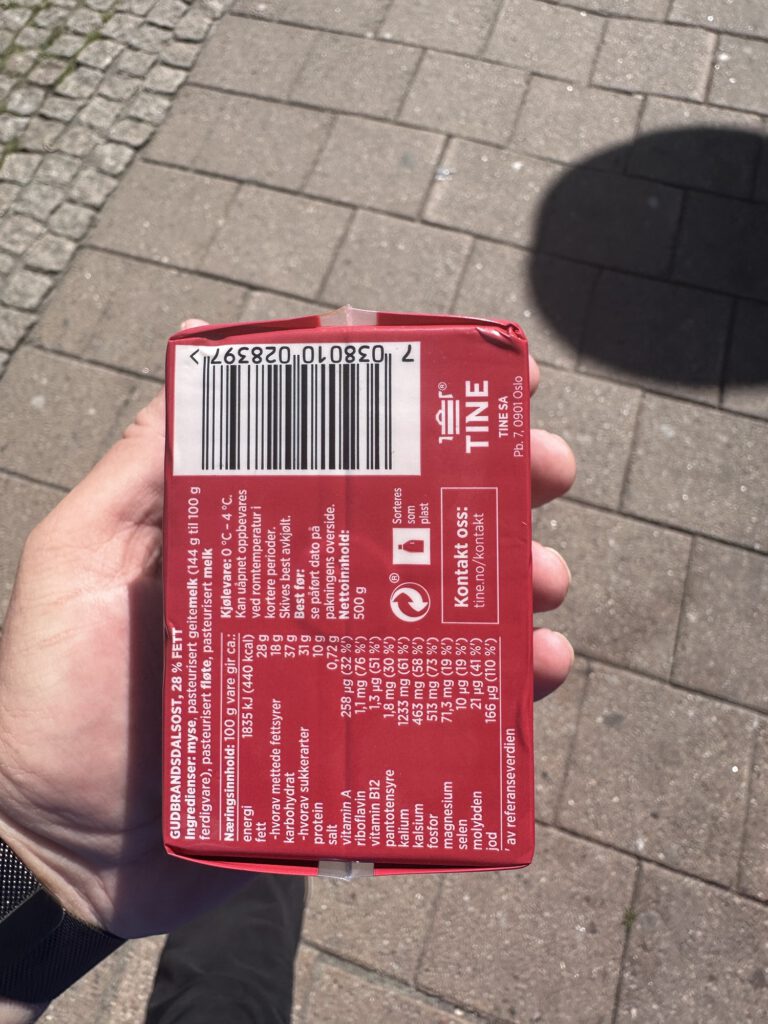 GUDBRANDSDALSOST, 28 % FETT
Ingredienser: myse, pasteurisert geitemelk (144 g til 100 g
ferdigvare), pasteurisert fløte, pasteurisert melk
Næringsinnhold: 100 g vare gir ca.:
energi 1835 kJ (440 kcal)
fett 28 g
-hvorav mettede fettsyrer 18 g
karbohydrat 37 g
-hvorav sukkerarter 31 g
protein 10 g
salt 0,72 g
vitamin A 258 µg (32 %*)
riboflavin 1,1 mg (76 %*)
vitamin B12 1,3 µg (51 %*)
pantotensyre 1,8 mg (30 %*)
kalium 1233 mg (61 %*)
kalsium 463 mg (58 %*)
fosfor 513 mg (73 %*)
magnesium 71,3 mg (19 %*)
selen 10 µg (19 %*)
molybden 21 µg (41 %*)
jod 166 µg (110 %*)
* av referanseverdien
Kjølevare: 0 °C – 4 °C.
Kan uåpnet oppbevares
ved romtemperatur i
kortere perioder.
Skives best avkjølt.
Best før:
se påført dato på
pakningens overside.
Nettoinnhold:
500 g
®
Sorteres
som
plast
Kontakt oss:
tine.no/kontakt
7 038010 028397 >
®
TINE
TINE SA
Pb. 7, 0901 Oslo